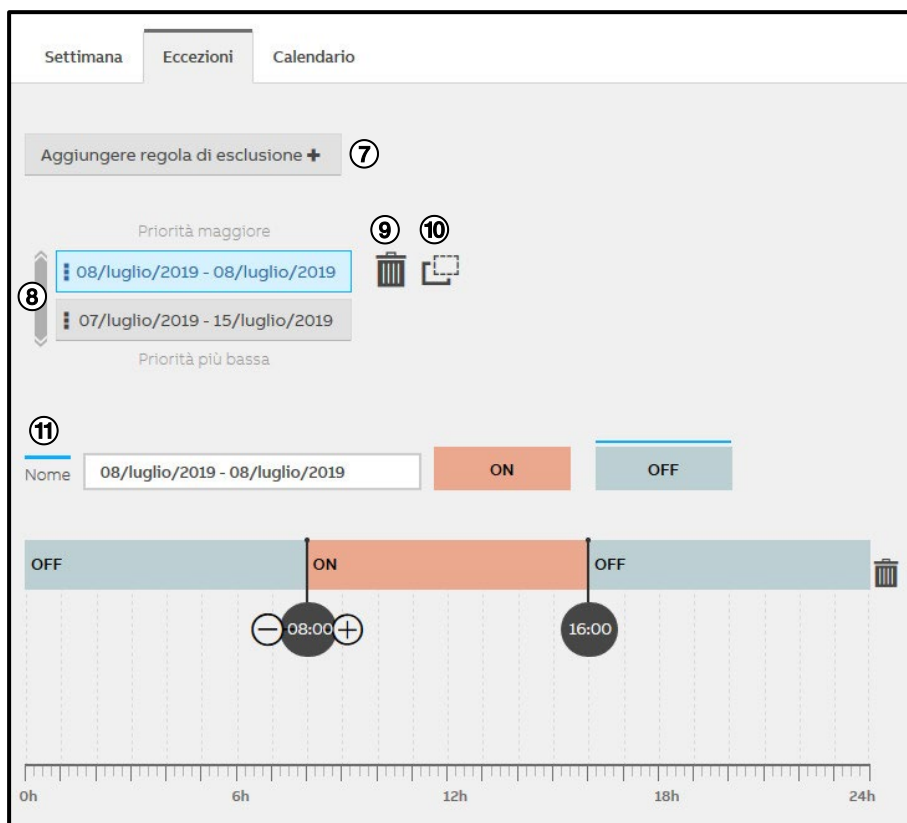 Settimana Eccezioni Calendario
Aggiungere regola di esclusione + ⑦
Priorità maggiore ⑨ ⑩
08/luglio/2019 - 08/luglio/2019
⑧
07/luglio/2019 - 15/luglio/2019
Priorità più bassa
⑪
Nome 08/luglio/2019 - 08/luglio/2019 ON OFF
OFF ON OFF
08:00 16:00
0h 6h 12h 18h 24h